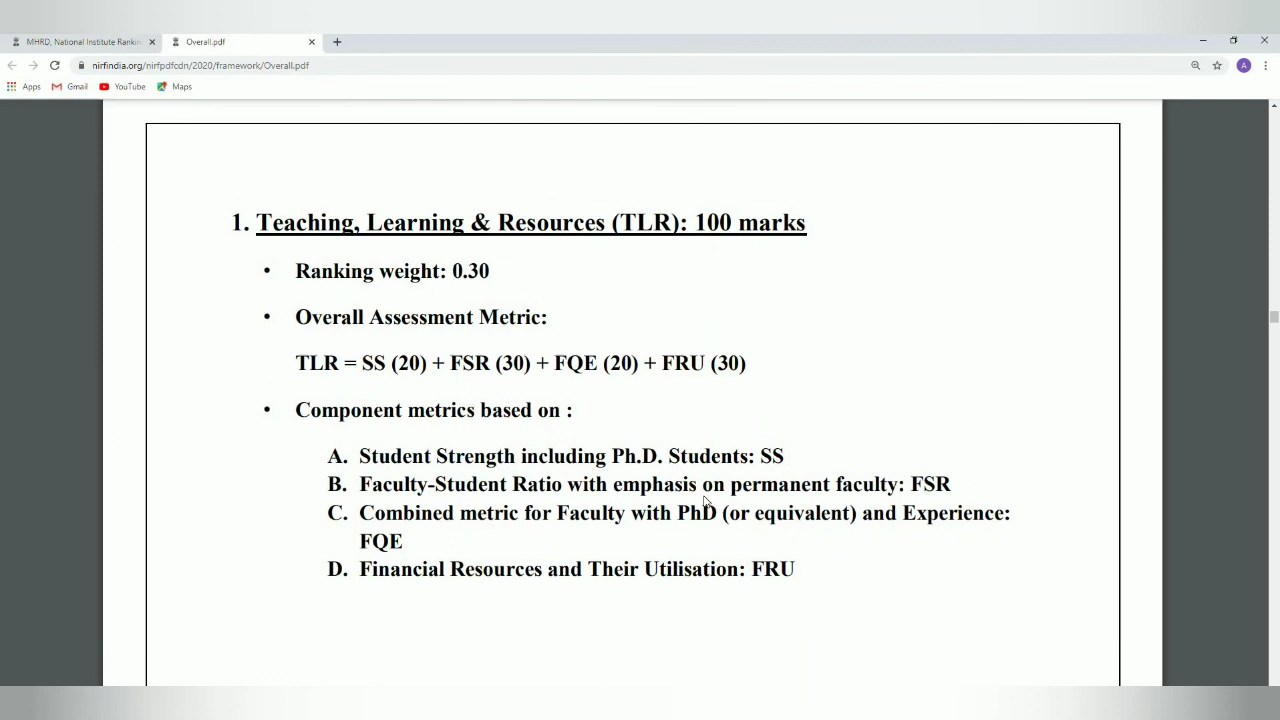 MHRD, National Institute Rankin
Overall.pdf
nirfindia.org/nirfpdfcdn/2020/framework/Overall.pdf
A
Apps
Gmail
YouTube
Maps
1. Teaching, Learning & Resources (TLR): 100 marks
• Ranking weight: 0.30
• Overall Assessment Metric:
TLR = SS (20) + FSR (30) + FQE (20) + FRU (30)
• Component metrics based on :
A. Student Strength including Ph.D. Students: SS
B. Faculty-Student Ratio with emphasis on permanent faculty: FSR
C. Combined metric for Faculty with PhD (or equivalent) and Experience:
FQE
D. Financial Resources and Their Utilisation: FRU